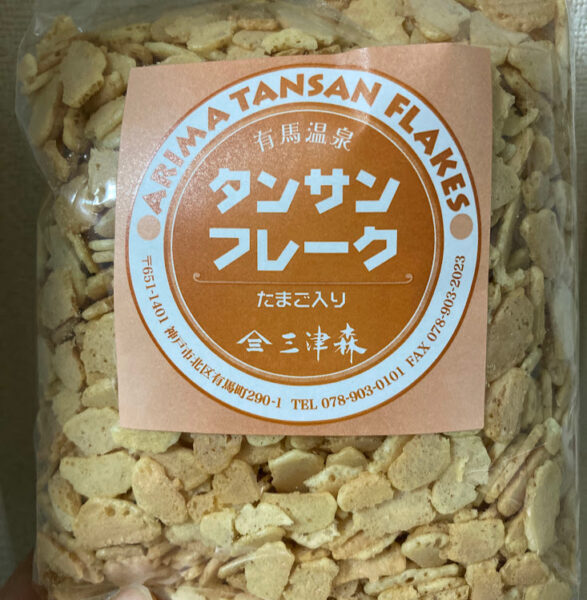 ARIMA TANSAN FLAKES
有馬温泉
タンサン
フレーク
たまご入り
三津森
〒651-1401 神戸市北区有馬町290-1 TEL 078-903-0101 FAX 078-903-2023